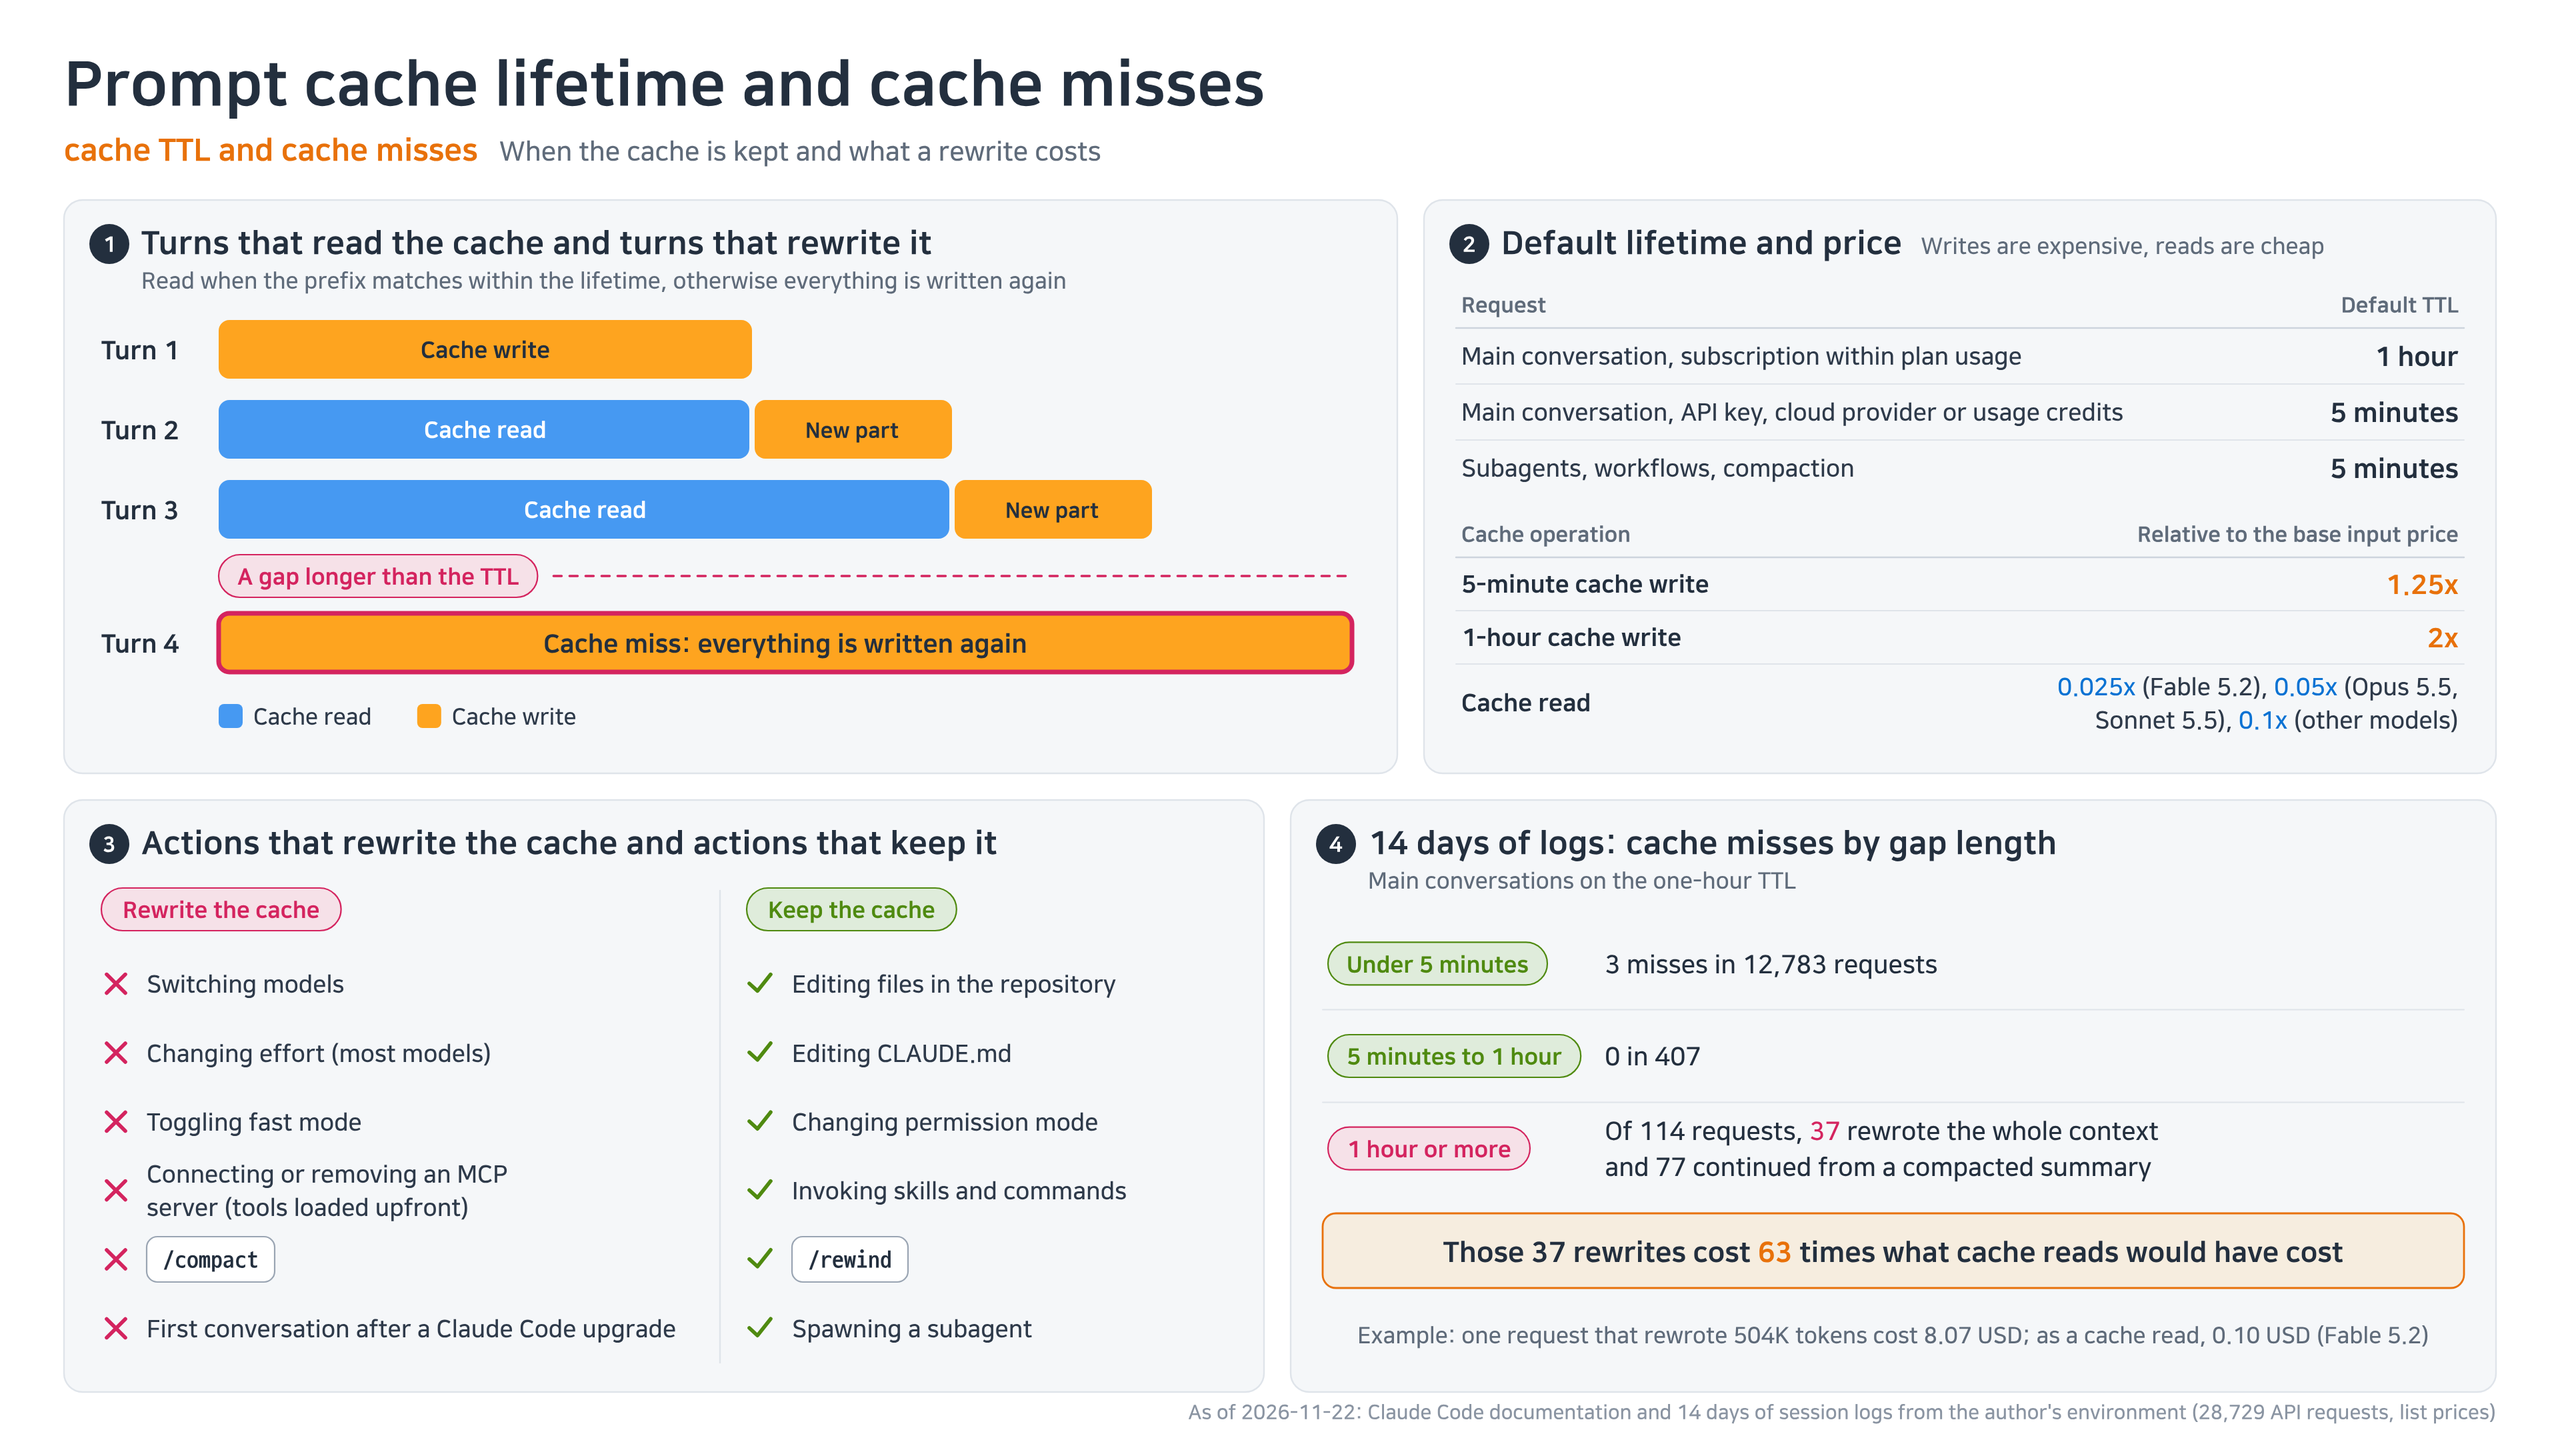 Prompt cache lifetime and cache misses
cache TTL and cache misses When the cache is kept and what a rewrite costs
1 Turns that read the cache and turns that rewrite it
Read when the prefix matches within the lifetime, otherwise everything is written again
Turn 1 Cache write
Turn 2 Cache read New part
Turn 3 Cache read New part
A gap longer than the TTL
Turn 4 Cache miss: everything is written again
Cache read Cache write
2 Default lifetime and price Writes are expensive, reads are cheap
Request Default TTL
Main conversation, subscription within plan usage 1 hour
Main conversation, API key, cloud provider or usage credits 5 minutes
Subagents, workflows, compaction 5 minutes
Cache operation Relative to the base input price
5-minute cache write 1.25x
1-hour cache write 2x
Cache read 0.025x (Fable 5.2), 0.05x (Opus 5.5,
Sonnet 5.5), 0.1x (other models)
3 Actions that rewrite the cache and actions that keep it
Rewrite the cache
Switching models
Changing effort (most models)
Toggling fast mode
Connecting or removing an MCP
server (tools loaded upfront)
/compact
First conversation after a Claude Code upgrade
Keep the cache
Editing files in the repository
Editing CLAUDE.md
Changing permission mode
Invoking skills and commands
/rewind
Spawning a subagent
4 14 days of logs: cache misses by gap length
Main conversations on the one-hour TTL
Under 5 minutes 3 misses in 12,783 requests
5 minutes to 1 hour 0 in 407
1 hour or more Of 114 requests, 37 rewrote the whole context
and 77 continued from a compacted summary
Those 37 rewrites cost 63 times what cache reads would have cost
Example: one request that rewrote 504K tokens cost 8.07 USD; as a cache read, 0.10 USD (Fable 5.2)
As of 2026-11-22: Claude Code documentation and 14 days of session logs from the author's environment (28,729 API requests, list prices)